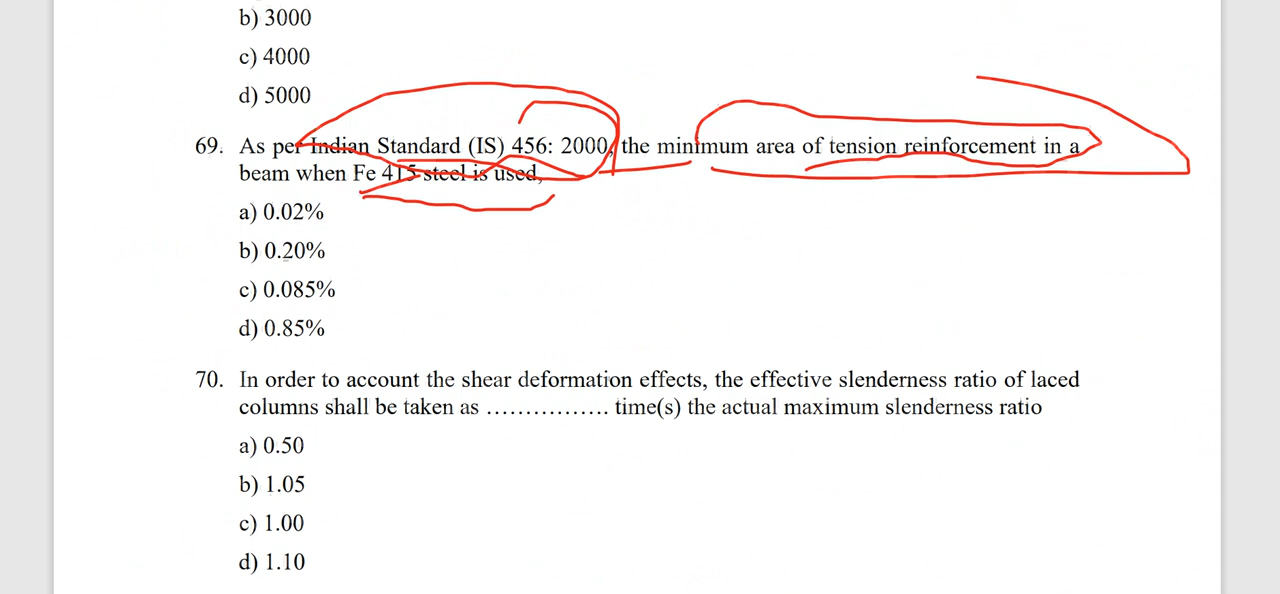 b) 3000
c) 4000
d) 5000
69. As per Indian Standard (IS) 456: 2000, the minimum area of tension reinforcement in a
beam when Fe 415 steel is used,
a) 0.02%
b) 0.20%
c) 0.085%
d) 0.85%
70. In order to account the shear deformation effects, the effective slenderness ratio of laced
columns shall be taken as ................ time(s) the actual maximum slenderness ratio
a) 0.50
b) 1.05
c) 1.00
d) 1.10